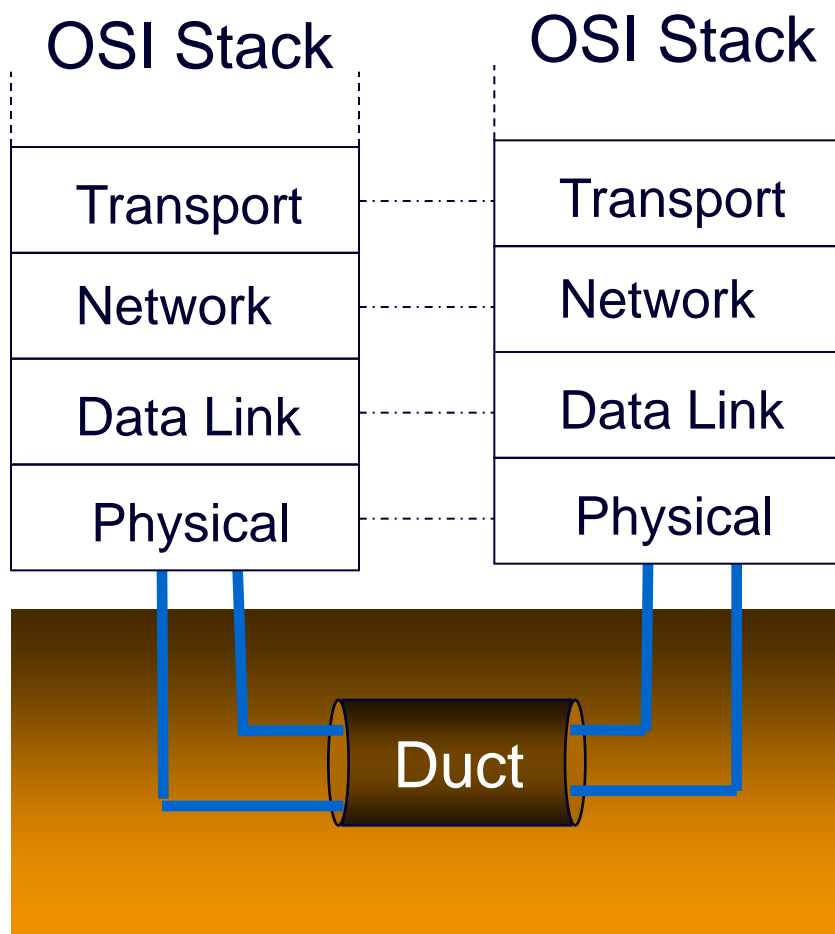 OSI Stack
Transport
Network
Data Link
Physical
OSI Stack
Transport
Network
Data Link
Physical
Duct